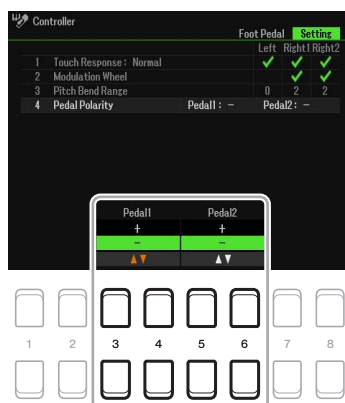 Controller
Foot Pedal Setting
Left Right1 Right2
1 Touch Response: Normal
2 Modulation Wheel
3 Pitch Bend Range 0 2 2
4 Pedal Polarity Pedal1: − Pedal2: −
Pedal1 Pedal2
+ +
− −
1 2 3 4 5 6 7 8